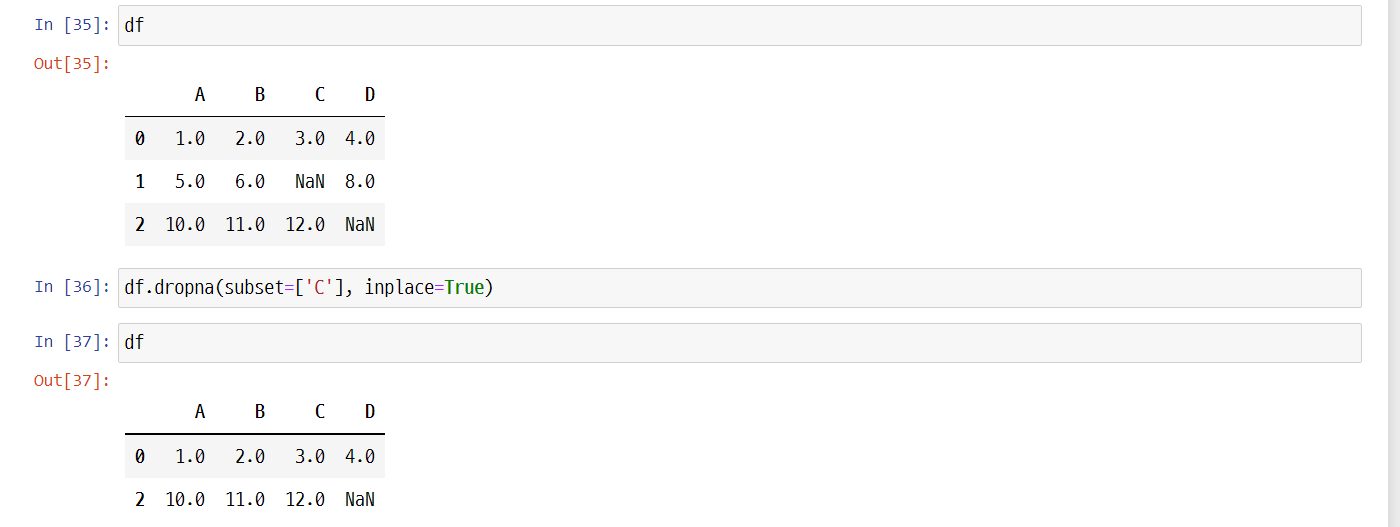 In [35]: df
Out[35]:
A B C D
0 1.0 2.0 3.0 4.0
1 5.0 6.0 NaN 8.0
2 10.0 11.0 12.0 NaN
In [36]: df.dropna(subset=['C'], inplace=True)
In [37]: df
Out[37]:
A B C D
0 1.0 2.0 3.0 4.0
2 10.0 11.0 12.0 NaN